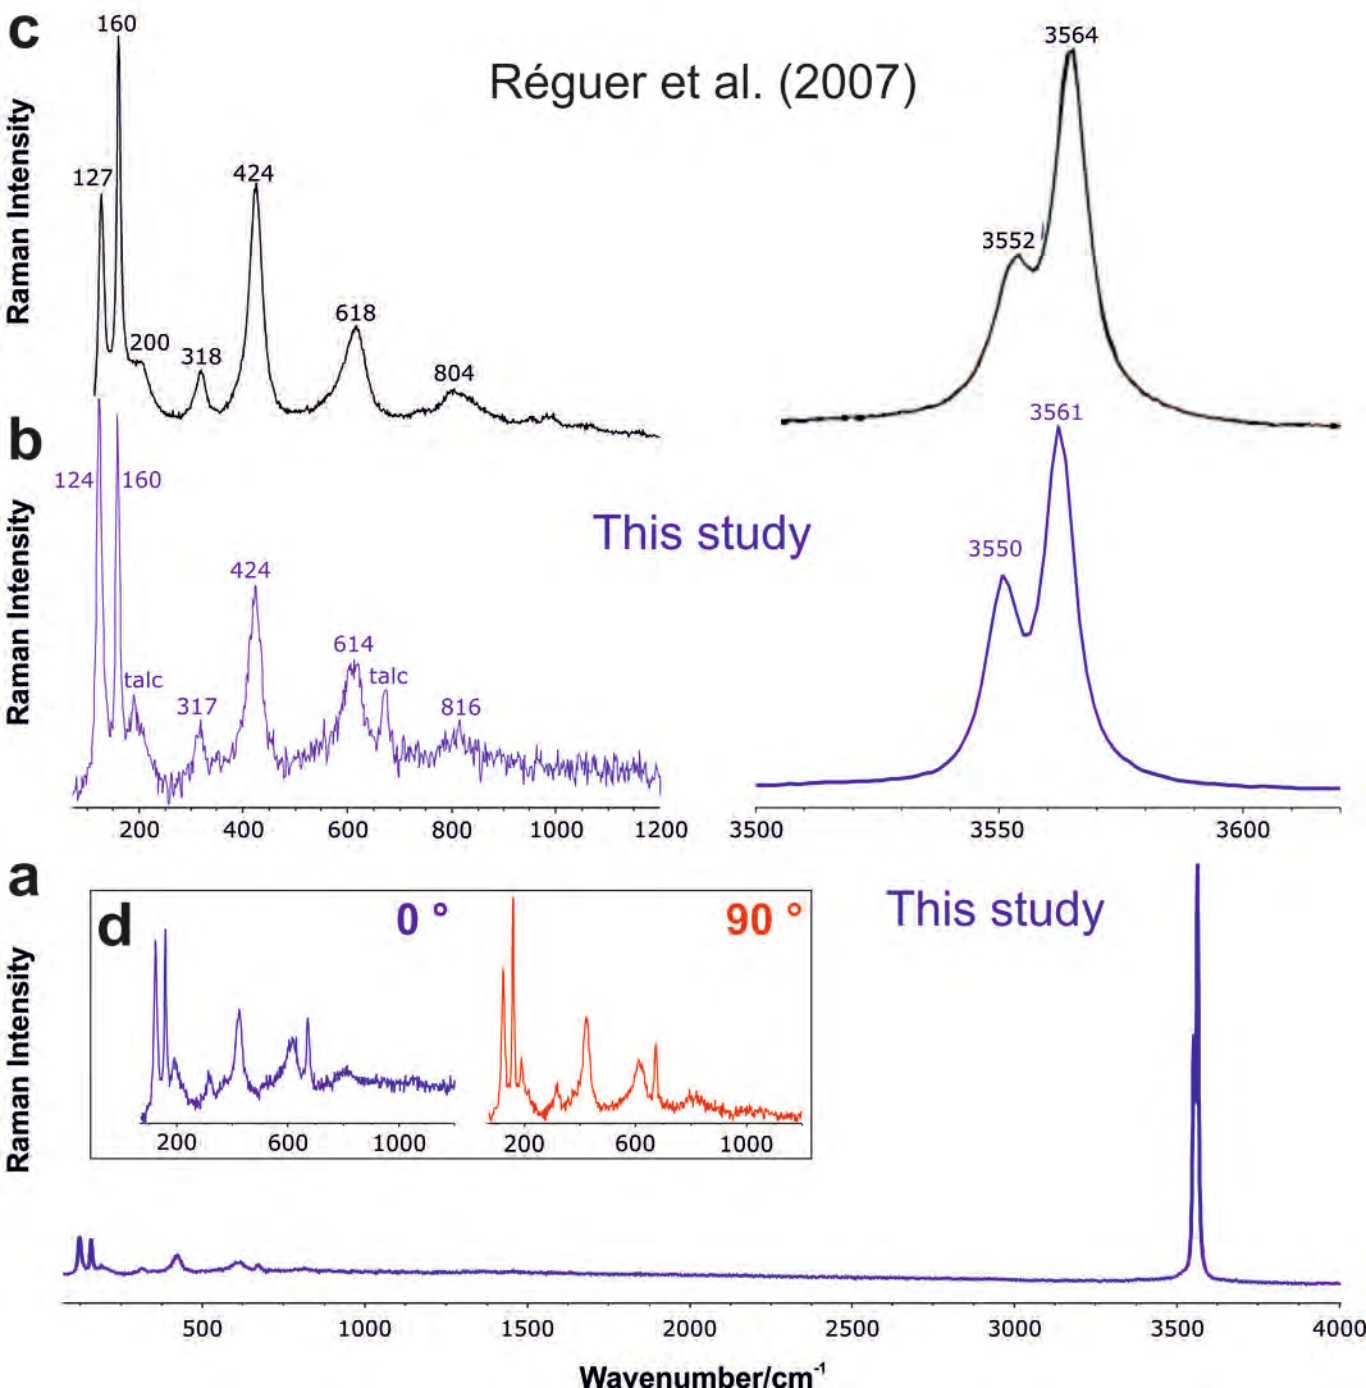 c
160
3564
Réguer et al. (2007)
Raman Intensity
127
424
3552
618
200
318
804
b
3561
124
160
This study
3550
Raman Intensity
424
614
talc
talc
317
816
200 400 600 800 1000 1200
3500 3550 3600
a
d
0 °
90 °
This study
Raman Intensity
200 600 1000
200 600 1000
500 1000 1500 2000 2500 3000 3500 4000
Wavenumber/cm⁻¹